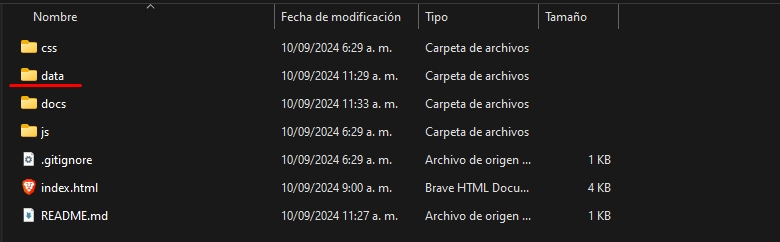 Nombre Fecha de modificación Tipo Tamaño
css 10/09/2024 6:29 a. m. Carpeta de archivos
data 10/09/2024 11:29 a. m. Carpeta de archivos
docs 10/09/2024 11:33 a. m. Carpeta de archivos
js 10/09/2024 6:29 a. m. Carpeta de archivos
.gitignore 10/09/2024 6:29 a. m. Archivo de origen ... 1 KB
index.html 10/09/2024 9:00 a. m. Brave HTML Docu... 4 KB
README.md 10/09/2024 11:27 a. m. Archivo de origen ... 1 KB